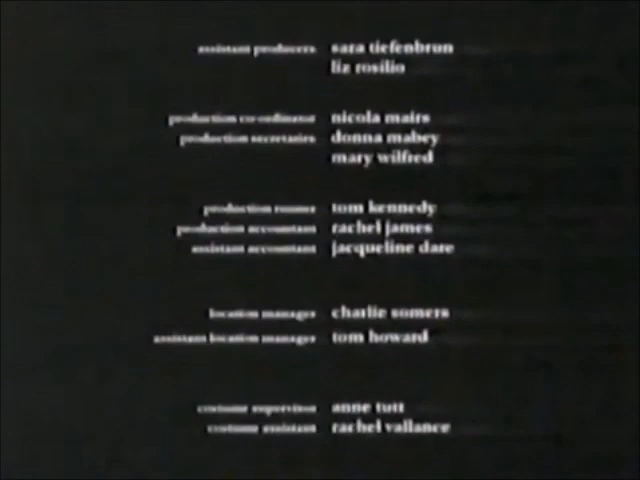 assistant producers sara tiefenbrun
liz rosilio
production co-ordinator nicola mairs
production secretaries donna mabey
mary wilfred
production runner tom kennedy
production accountant rachel james
assistant accountant jacqueline dare
location manager charlie somers
assistant location manager tom howard
costume supervisor anne tutt
costume assistant rachel vallance